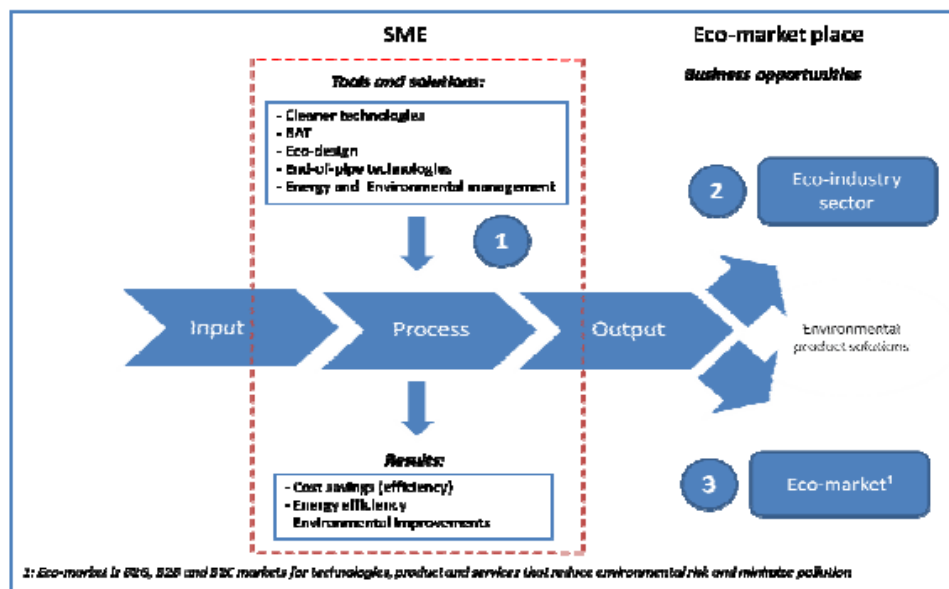 SME
Eco-market place
Tools and solutions:
Business opportunities
- Cleaner technologies
- BAT
- Eco-design
- End-of-pipe technologies
- Energy and Environmental management
2
Eco-industry
sector
1
Input
Process
Output
Environmental
product solutions
Results:
- Cost savings (efficiency)
- Energy efficiency
Environmental improvements
3
Eco-market¹
1: Eco-market is B2G, B2B and B2C markets for technologies, product and services that reduce environmental risk and minimize pollution